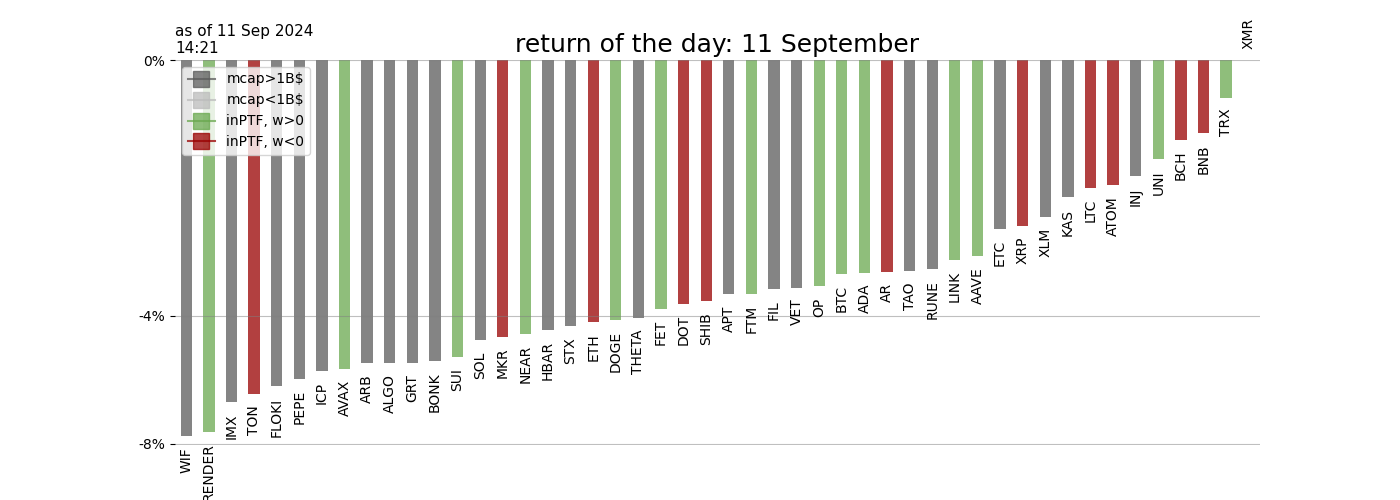 as of 11 Sep 2024
14:21
return of the day: 11 September
XMR
0%
mcap>1B$
mcap<1B$
inPTF, w>0
inPTF, w<0
-4%
-8%
WIF
RENDER
IMX
TON
FLOKI
PEPE
ICP
AVAX
ARB
ALGO
GRT
BONK
SUI
SOL
MKR
NEAR
HBAR
STX
ETH
DOGE
THETA
FET
DOT
SHIB
APT
FTM
FIL
VET
OP
BTC
ADA
AR
TAO
RUNE
LINK
AAVE
ETC
XRP
XLM
KAS
LTC
ATOM
INJ
UNI
BCH
BNB
TRX